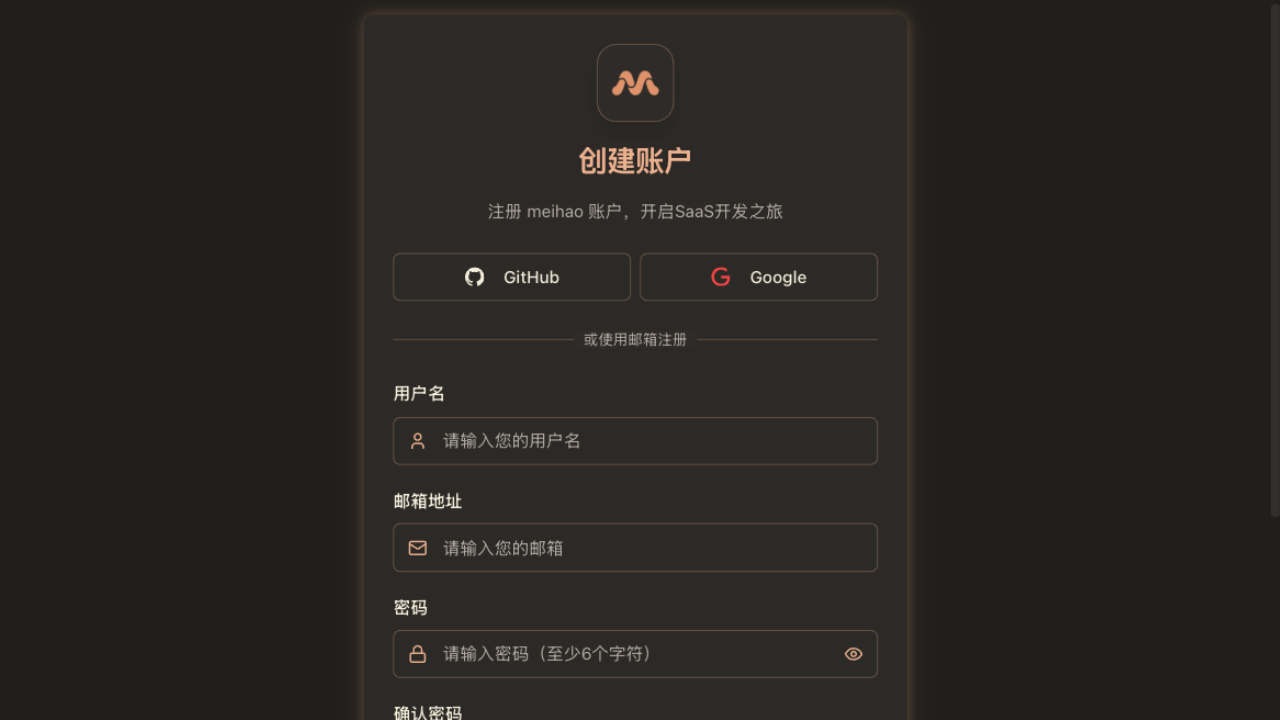 创建账户
注册 meihao 账户，开启SaaS开发之旅
GitHub
Google
或使用邮箱注册
用户名
请输入您的用户名
邮箱地址
请输入您的邮箱
密码
请输入密码（至少6个字符）
确认密码